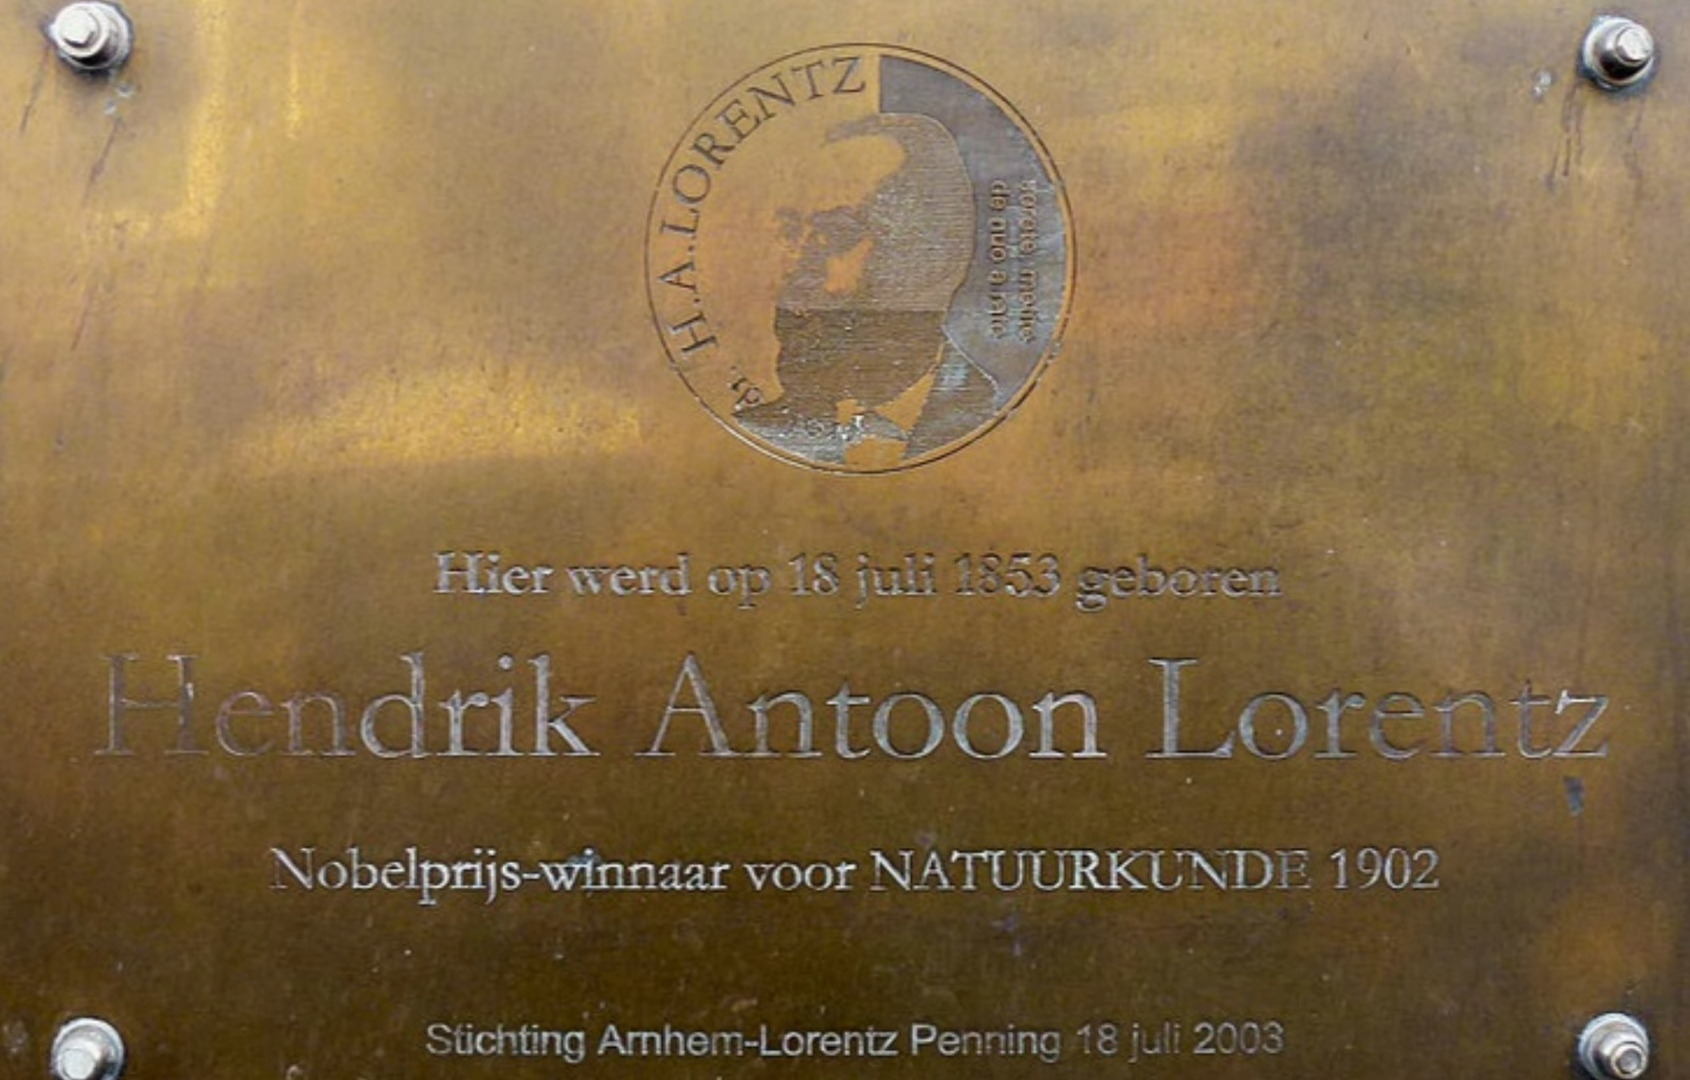 dr. H.A.LORENTZ
Hier werd op 18 juli 1853 geboren
Hendrik Antoon Lorentz
Nobelprijs-winnaar voor NATUURKUNDE 1902
Stichting Arnhem-Lorentz Penning 18 juli 2003